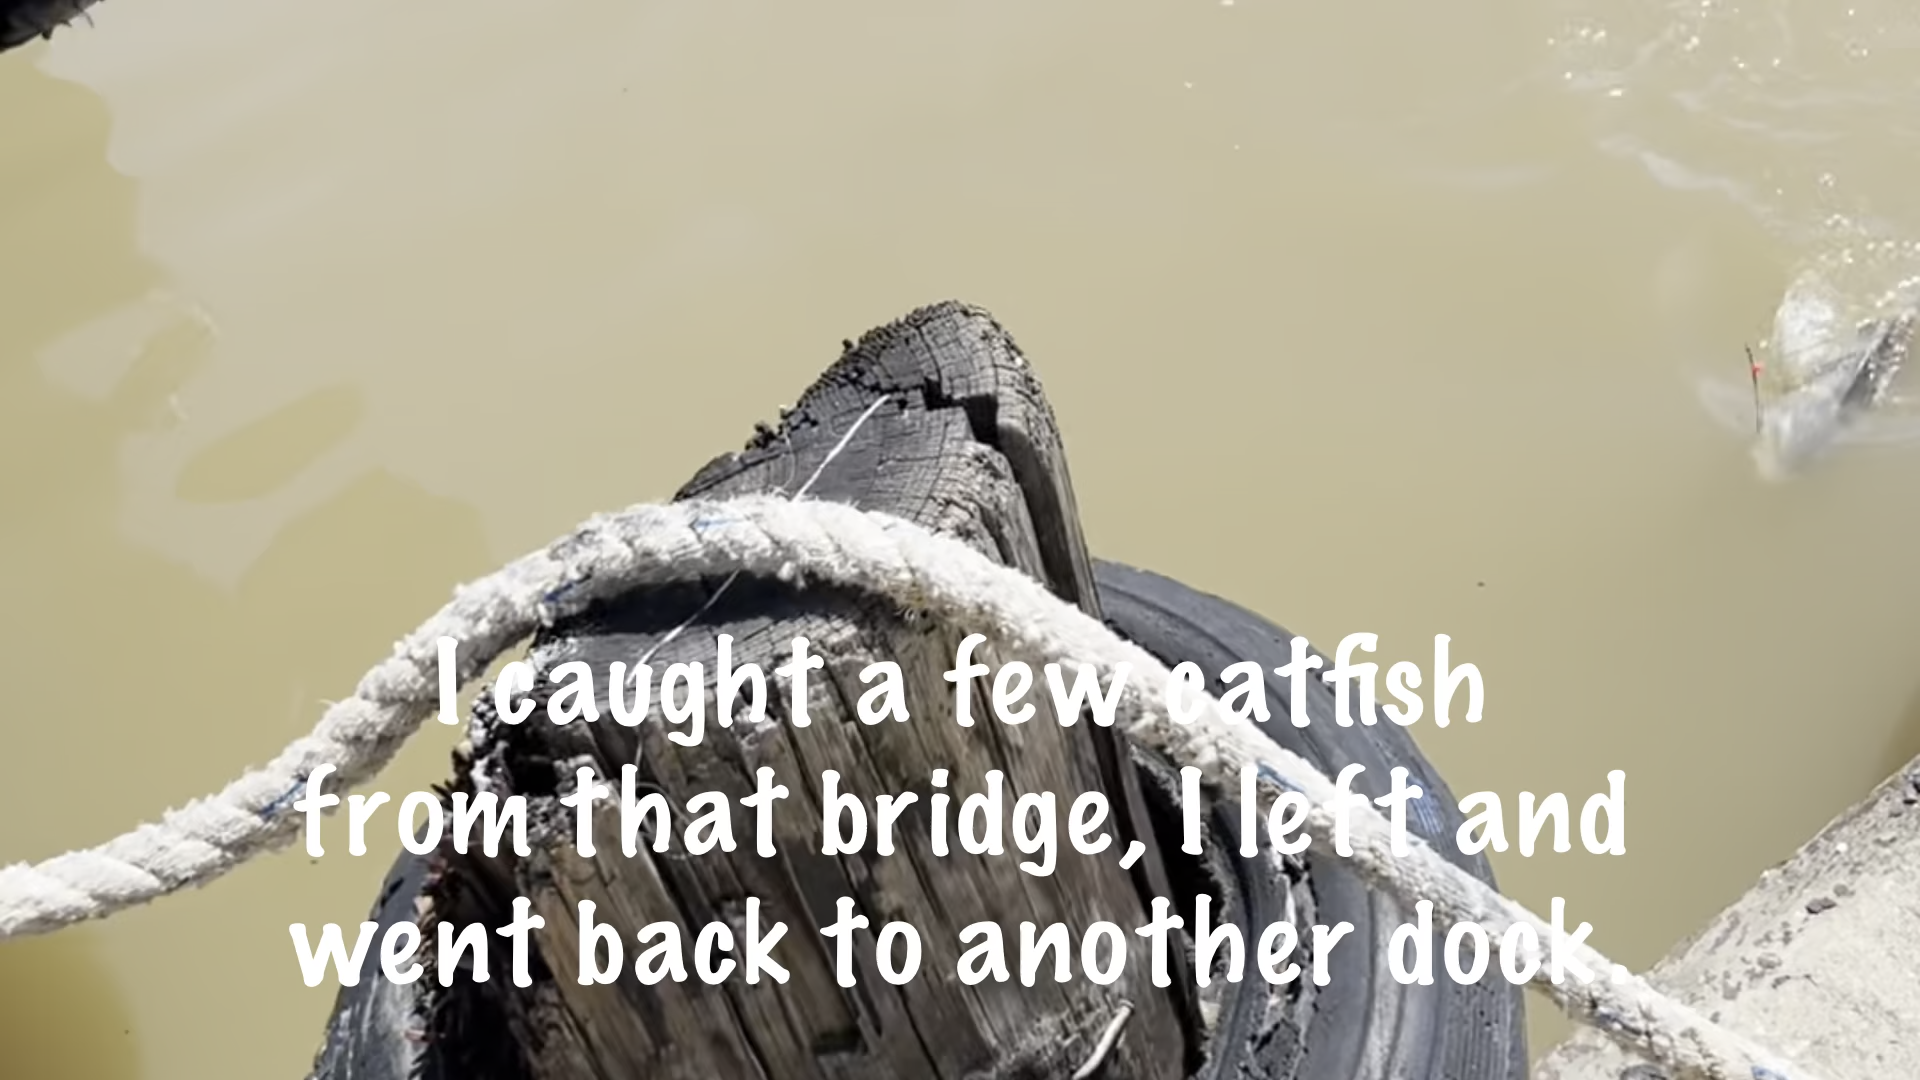 I caught a few catfish
from that bridge, I left and
went back to another dock.